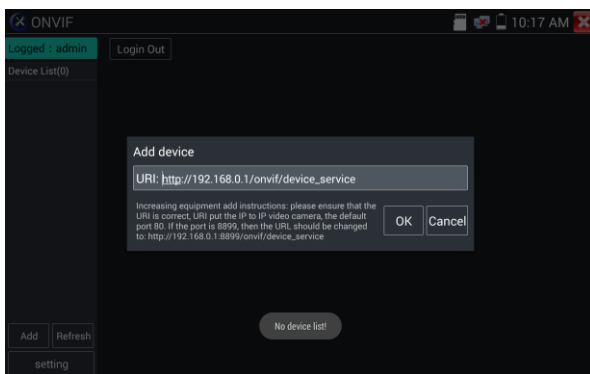 ONVIF
10:17 AM
Logged : admin
Login Out
Device List(0)
Add device
URI: http://192.168.0.1/onvif/device_service
Increasing equipment add instructions: please ensure that the
URI is correct, URI put the IP to IP video camera, the default
port 80. If the port is 8899, then the URL should be changed
to: http://192.168.0.1:8899/onvif/device_service
OK
Cancel
No device list!
Add
Refresh
setting